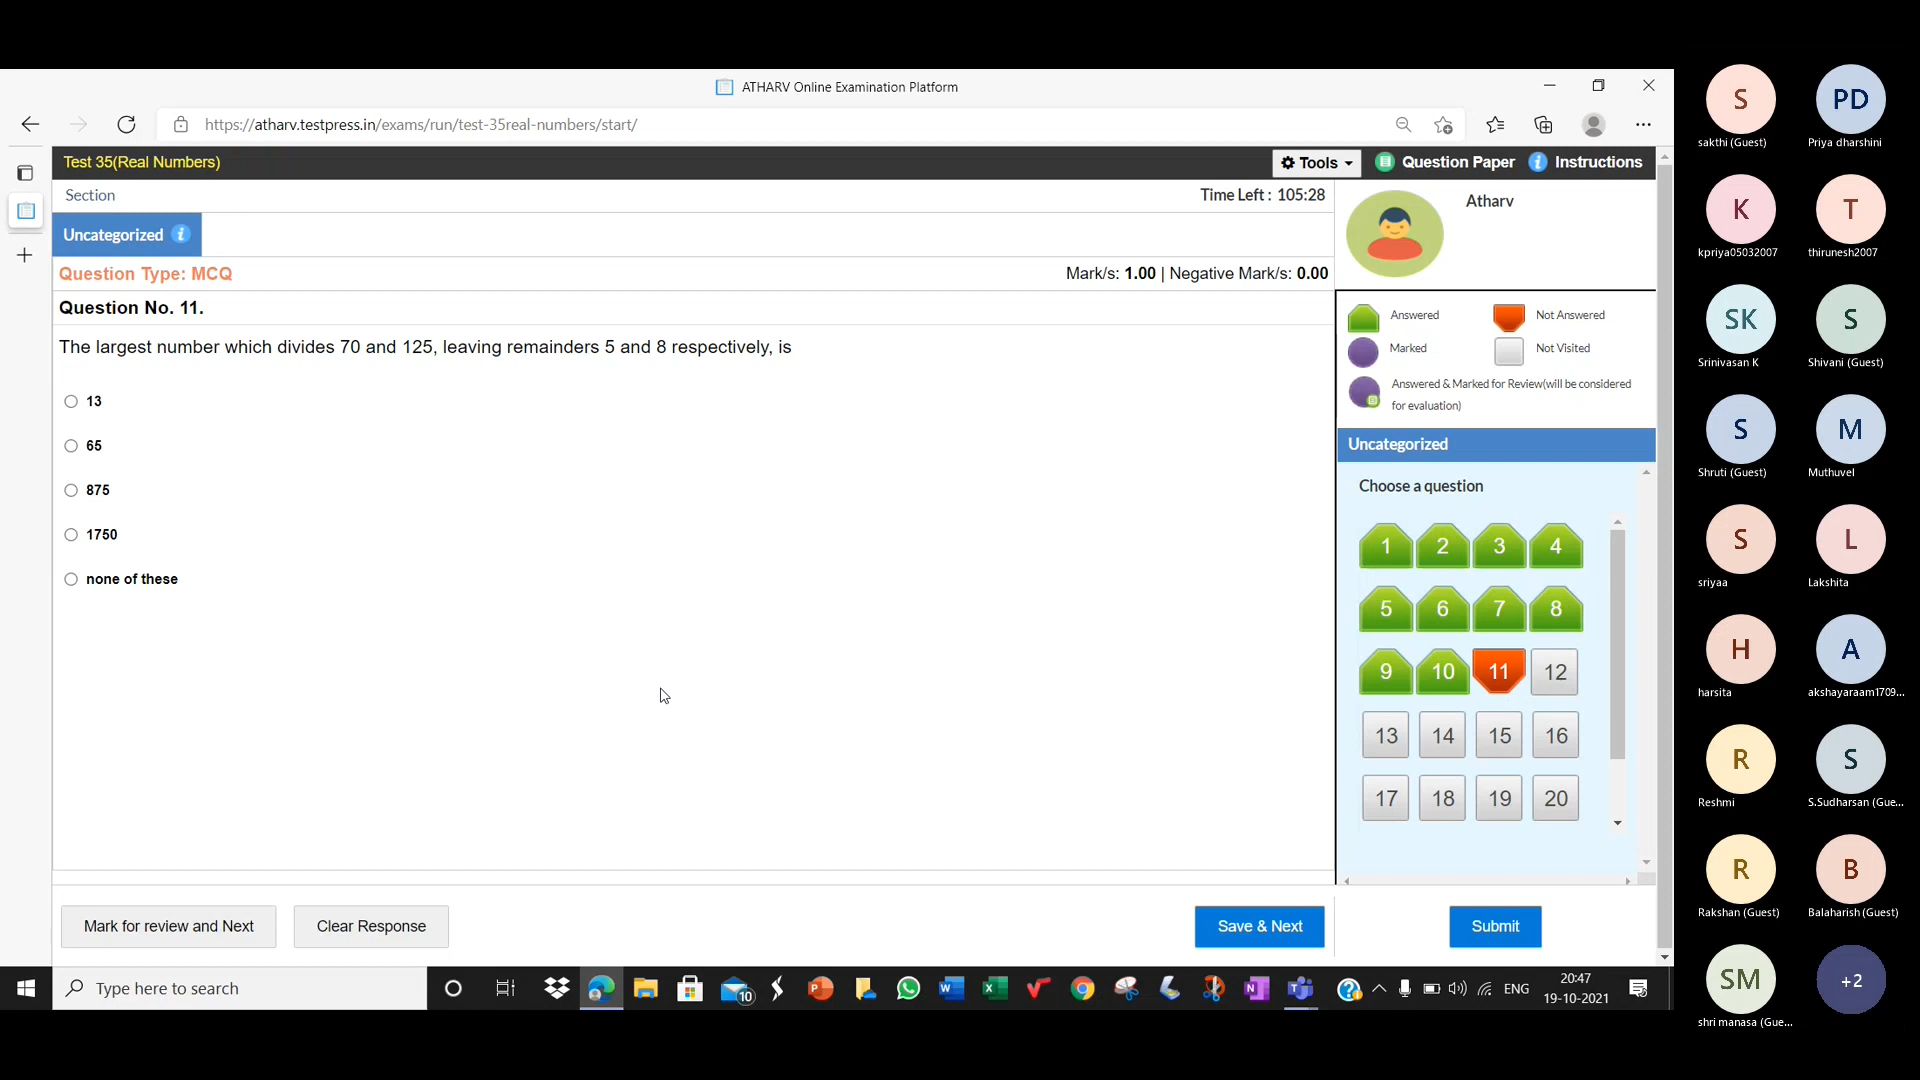 ATHARV Online Examination Platform
https://atharv.testpress.in/exams/run/test-35real-numbers/start/
Test 35(Real Numbers)
Tools
Question Paper
Instructions
Section
Time Left : 105:28
Atharv
Uncategorized
Question Type: MCQ
Mark/s: 1.00 | Negative Mark/s: 0.00
Question No. 11.
The largest number which divides 70 and 125, leaving remainders 5 and 8 respectively, is
13
65
875
1750
none of these
Answered
Not Answered
Marked
Not Visited
Answered & Marked for Review(will be considered
for evaluation)
Uncategorized
Choose a question
1 2 3 4
5 6 7 8
9 10 11 12
13 14 15 16
17 18 19 20
Mark for review and Next
Clear Response
Save & Next
Submit
Type here to search
10
ENG
20:47
19-10-2021
S PD
sakthi (Guest) Priya dharshini
K T
kpriya05032007 thirunesh2007
SK S
Srinivasan K Shivani (Guest)
S M
Shruti (Guest) Muthuvel
S L
sriyaa Lakshita
H A
harsita akshayaraam1709...
R S
Reshmi S.Sudharsan (Gue...
R B
Rakshan (Guest) Balaharish (Guest)
SM +2
shri manasa (Gue...